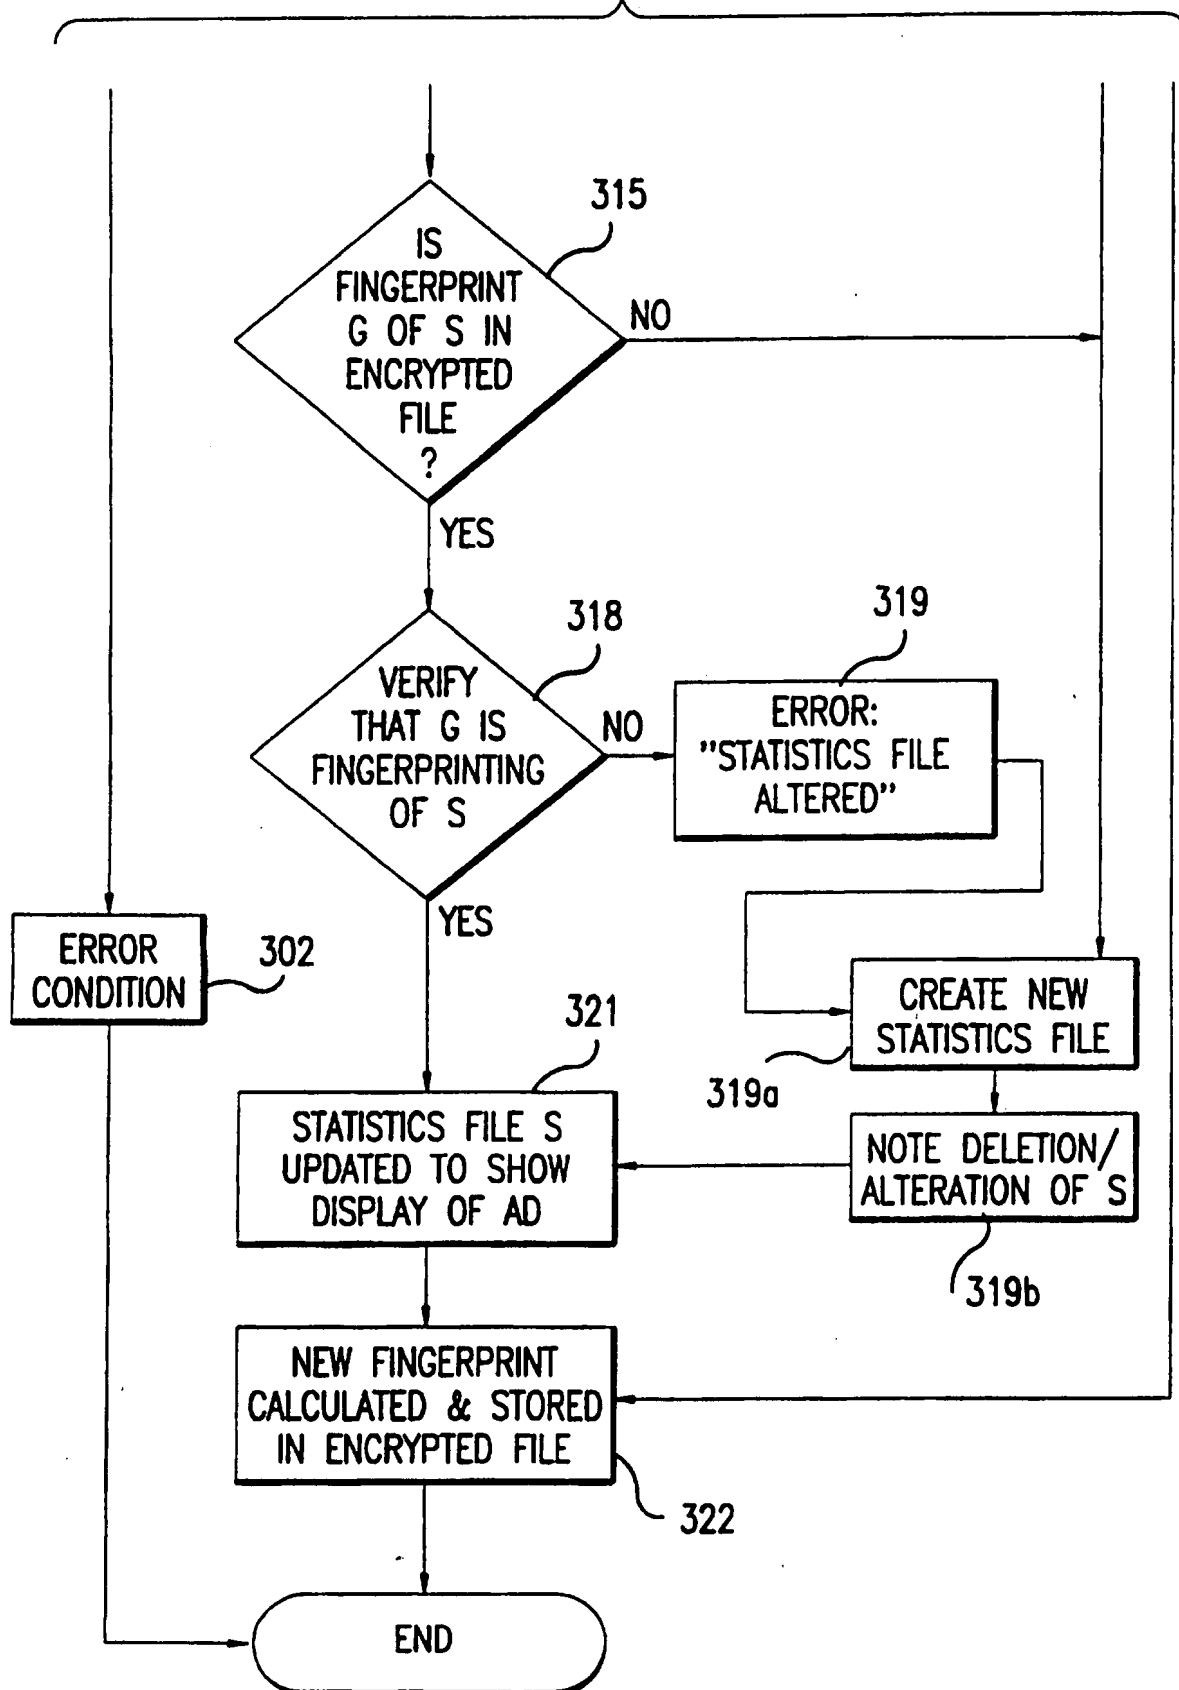 315
IS
FINGERPRINT
G OF S IN
ENCRYPTED
FILE
?
NO
YES
318
VERIFY
THAT G IS
FINGERPRINTING
OF S
NO
319
ERROR:
"STATISTICS FILE
ALTERED"
YES
ERROR
CONDITION
302
CREATE NEW
STATISTICS FILE
319a
321
STATISTICS FILE S
UPDATED TO SHOW
DISPLAY OF AD
NOTE DELETION/
ALTERATION OF S
319b
NEW FINGERPRINT
CALCULATED & STORED
IN ENCRYPTED FILE
322
END